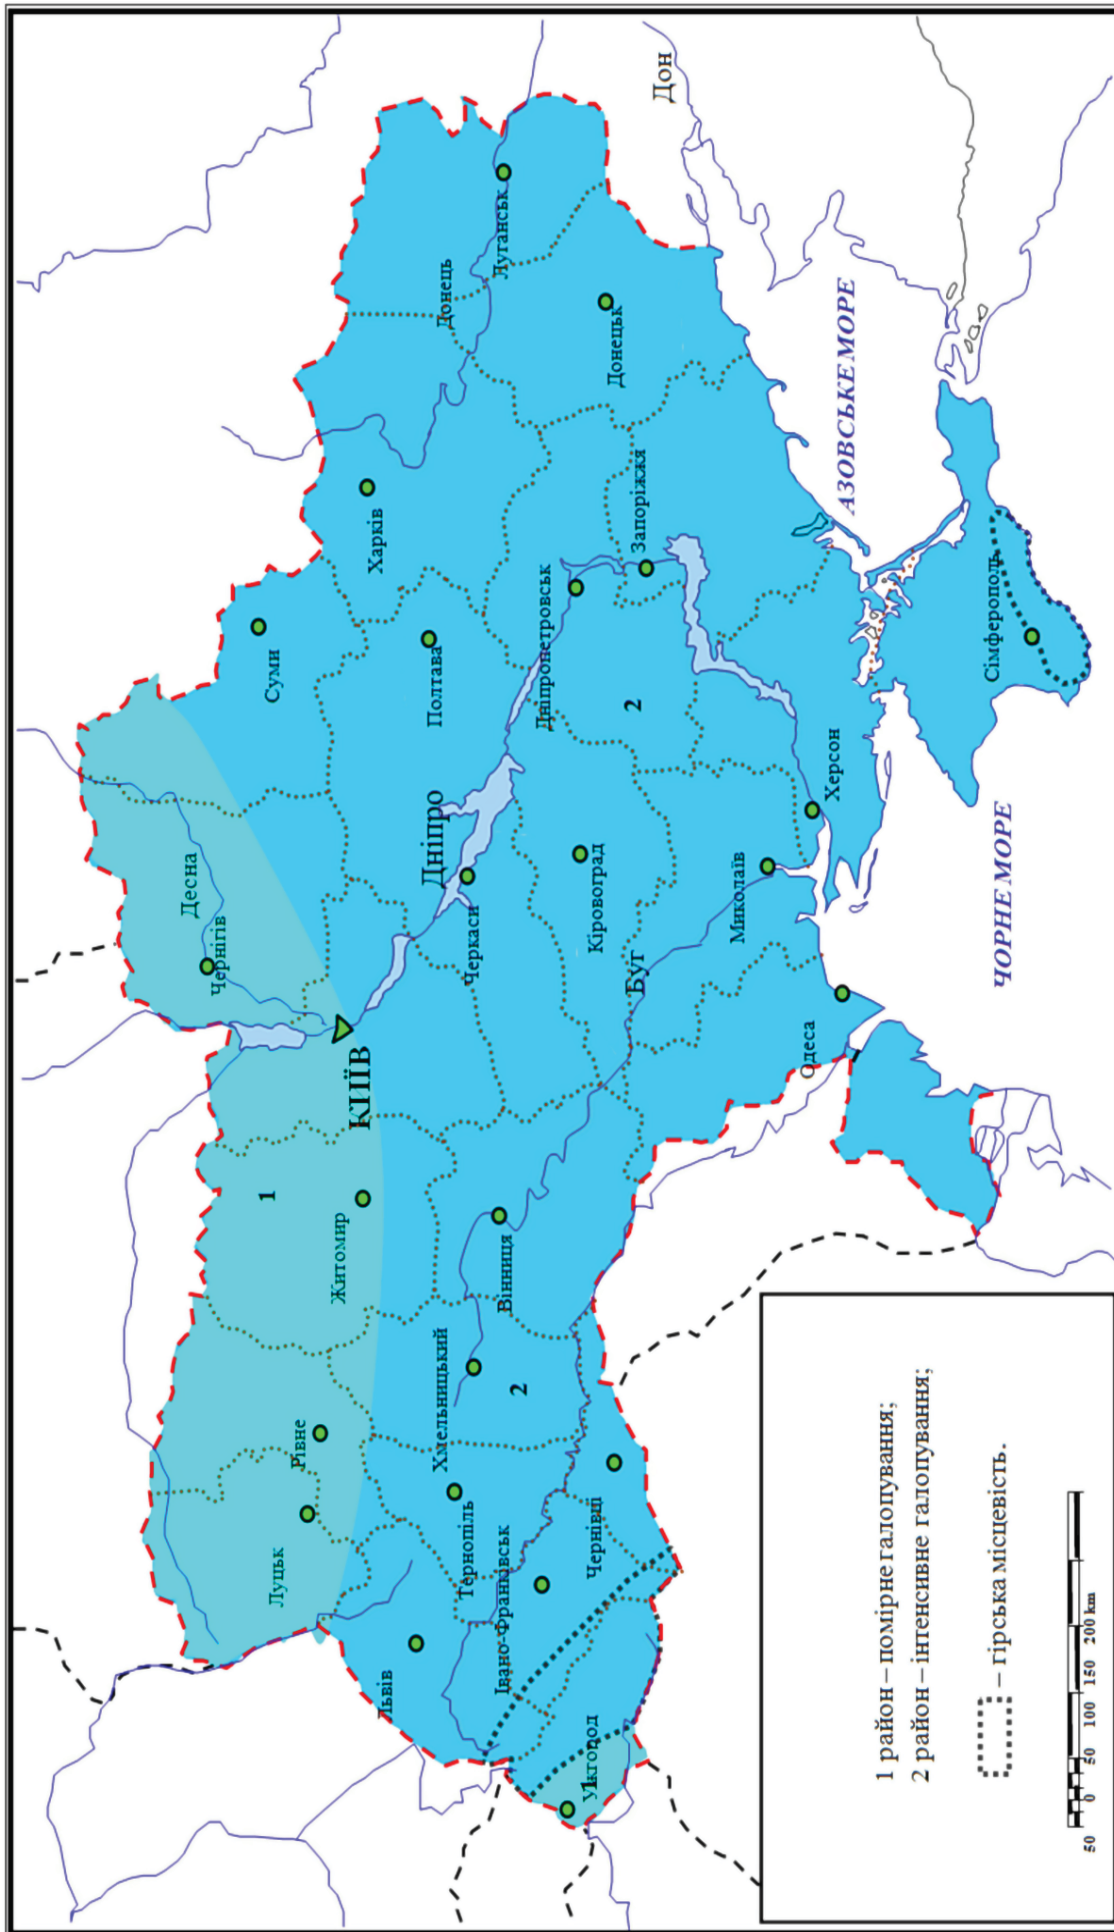 Суми
Харків
Донець
Луганськ
Дон
Десна
Чернігів
КИЇВ
1
Житомир
Рівне
Луцьк
Полтава
Дніпро
Черкаси
Дніпропетровськ
Запоріжжя
Донецьк
Кіровоград
2
Буг
Вінниця
Хмельницький
2
Тернопіль
Львів
Івано-Франківськ
Чернівці
Ужгород
1
Миколаїв
Херсон
Одеса
Сімферополь
АЗОВСЬКЕ МОРЕ
ЧОРНЕ МОРЕ
1 район – помірне галопування;
2 район – інтенсивне галопування;
– гірська місцевість.
50 0 50 100 150 200 km